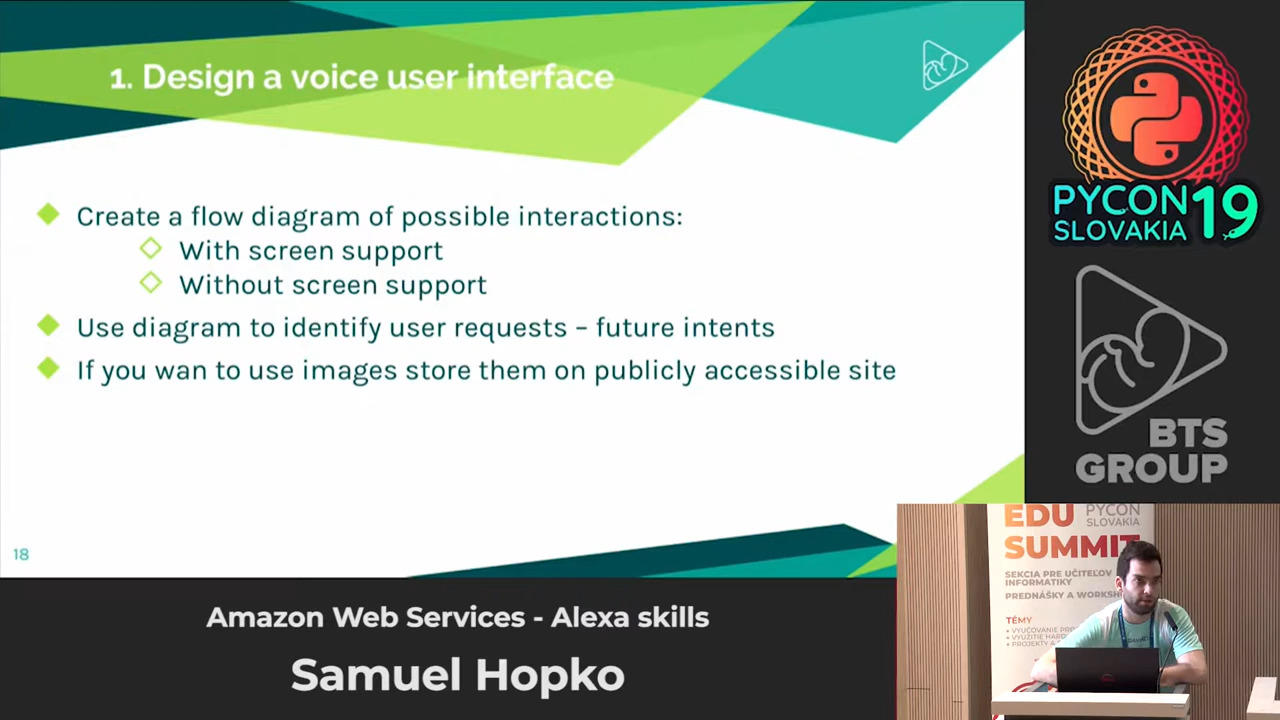 1. Design a voice user interface
Create a flow diagram of possible interactions:
With screen support
Without screen support
Use diagram to identify user requests – future intents
If you wan to use images store them on publicly accessible site
18
PYCON
SLOVAKIA
19
BTS
GROUP
EDU
PYCON
SLOVAKIA
SUMMIT
SEKCIA PRE UČITEĽOV
INFORMATIKY
PREDNÁŠKY A
TÉMY
Amazon Web Services - Alexa skills
Samuel Hopko